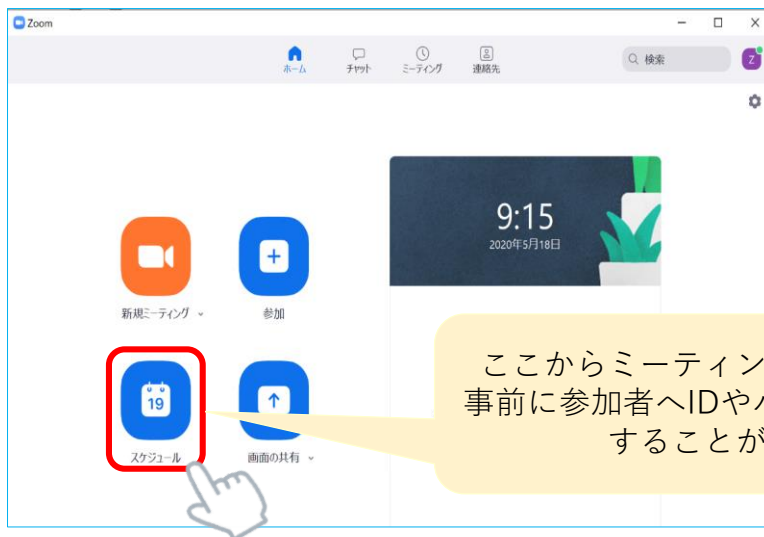 Zoom
ホーム
チャット
ミーティング
連絡先
検索
Z
9:15
2020年5月18日
新規ミーティング
参加
19
スケジュール
画面の共有
ここからミーティン
事前に参加者へIDや
することが